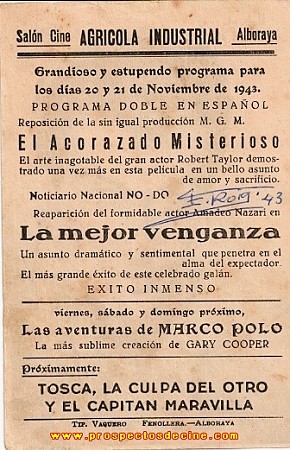 Salón Cine AGRICOLA INDUSTRIAL Alboraya
Grandioso y estupendo programa para
los días 20 y 21 de Noviembre de 1943.
PROGRAMA DOBLE EN ESPAÑOL
Reposición de la sin igual producción M. G. M.
El Acorazado Misterioso
El arte inagotable del gran actor Robert Taylor demos-
trado una vez más en esta película en un bello asunto
de amor y sacrificio.
Noticiario Nacional NO - DO E. ROIG '43
Reaparición del formidable actor Amadeo Nazari en
La mejor venganza
Un asunto dramático y sentimental que penetra en el
alma del espectador.
El más grande éxito de este celebrado galán.
EXITO INMENSO
viernes, sábado y domingo próximo,
Las aventuras de MARCO POLO
La más sublime creación de GARY COOPER
Próximamente:
TOSCA, LA CULPA DEL OTRO
Y EL CAPITAN MARAVILLA
TIP. VAQUERO FENOLLERA.—ALBORAYA
www.prospectosdecine.com